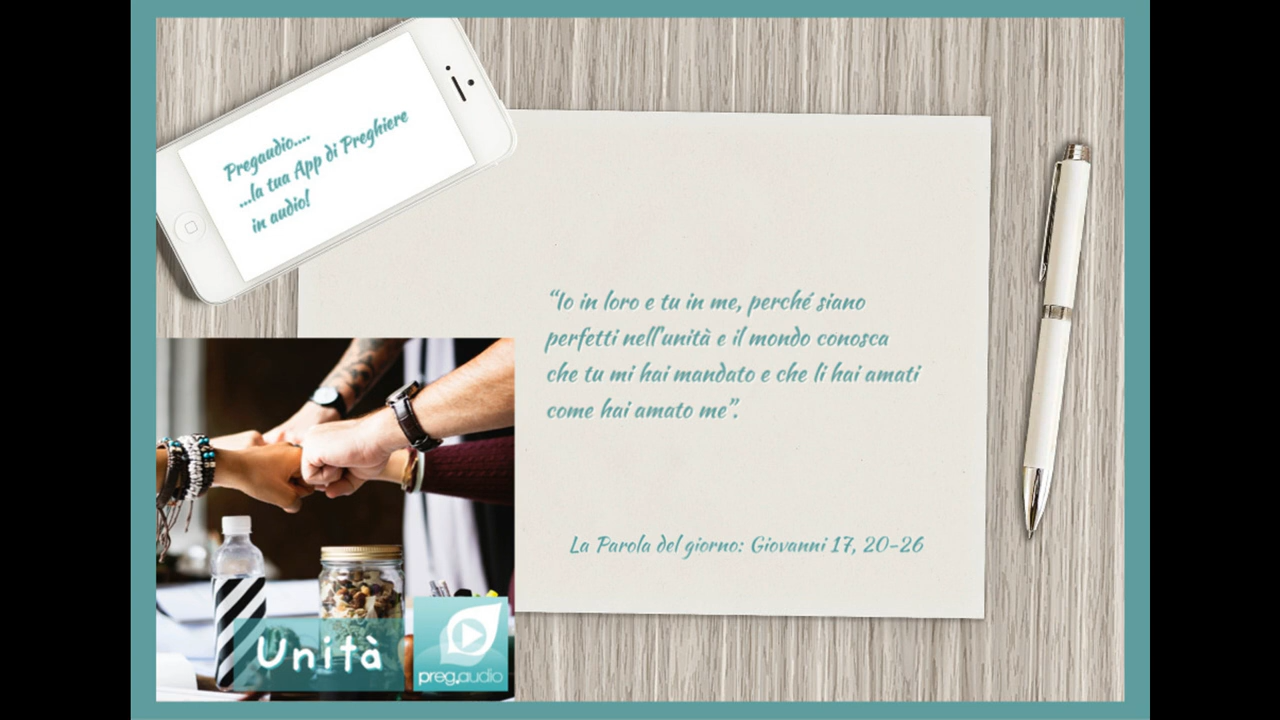 Pregaudio....
...la tua App di Preghiere
in audio!
“Io in loro e tu in me, perché siano
perfetti nell'unità e il mondo conosca
che tu mi hai mandato e che li hai amati
come hai amato me”.
La Parola del giorno: Giovanni 17, 20-26
Unità
preg.audio